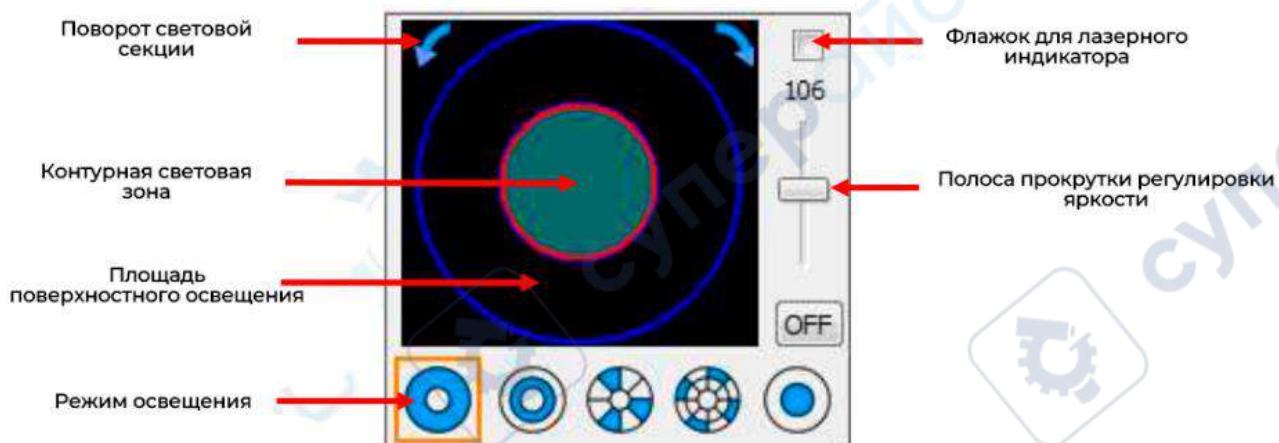 Поворот световой
секции
Флажок для лазерного
индикатора
106
Контурная световая
зона
Полоса прокрутки регулировки
яркости
Площадь
поверхностного освещения
OFF
Режим освещения